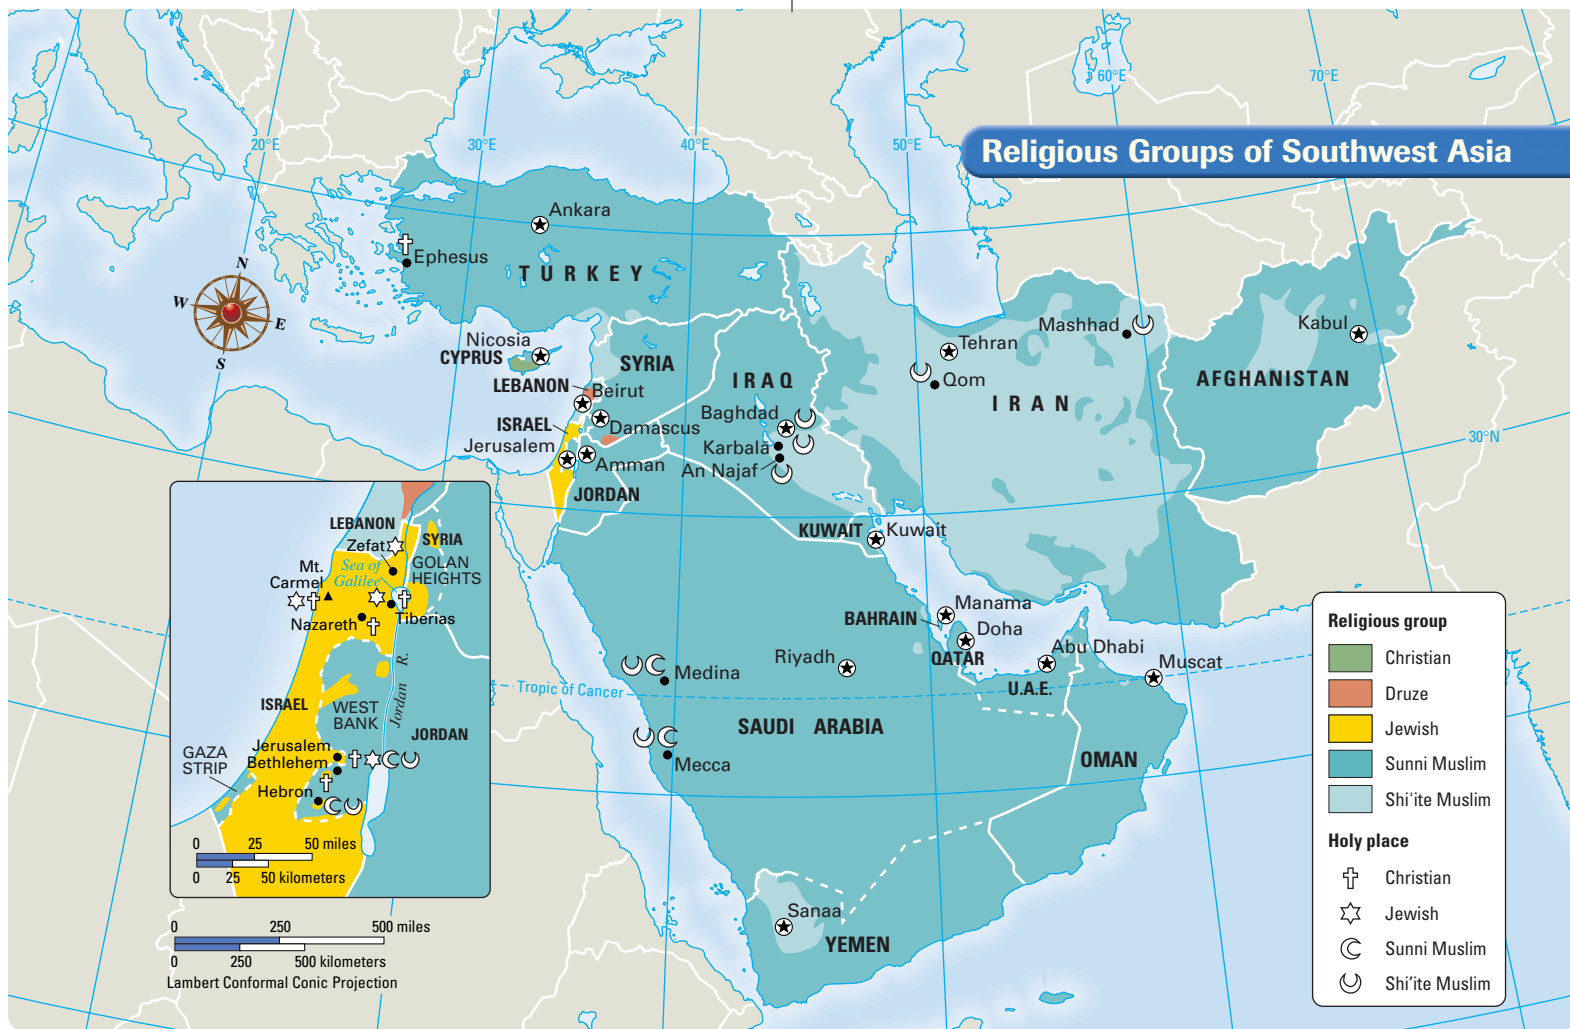 Religious Groups of Southwest Asia
20°E
30°E
40°E
50°E
60°E
70°E
30°N
Tropic of Cancer
N
W
E
S
Ankara
Ephesus
TURKEY
Nicosia
CYPRUS
SYRIA
LEBANON
Beirut
ISRAEL
Damascus
Jerusalem
Amman
JORDAN
IRAQ
Baghdad
Karbalā
An Najaf
Tehran
Qom
Mashhad
IRAN
Kabul
AFGHANISTAN
KUWAIT
Kuwait
BAHRAIN
Manama
Doha
QATAR
Abu Dhabi
U.A.E.
Muscat
OMAN
Medina
Riyadh
SAUDI ARABIA
Mecca
Sanaa
YEMEN
LEBANON
Zefat
SYRIA
Sea of
Galilee
GOLAN
HEIGHTS
Mt.
Carmel
Nazareth
Tiberias
ISRAEL
WEST
BANK
Jordan R.
JORDAN
Jerusalem
Bethlehem
GAZA
STRIP
Hebron
0 25 50 miles
0 25 50 kilometers
0 250 500 miles
0 250 500 kilometers
Lambert Conformal Conic Projection
Religious group
Christian
Druze
Jewish
Sunni Muslim
Shi'ite Muslim
Holy place
Christian
Jewish
Sunni Muslim
Shi'ite Muslim